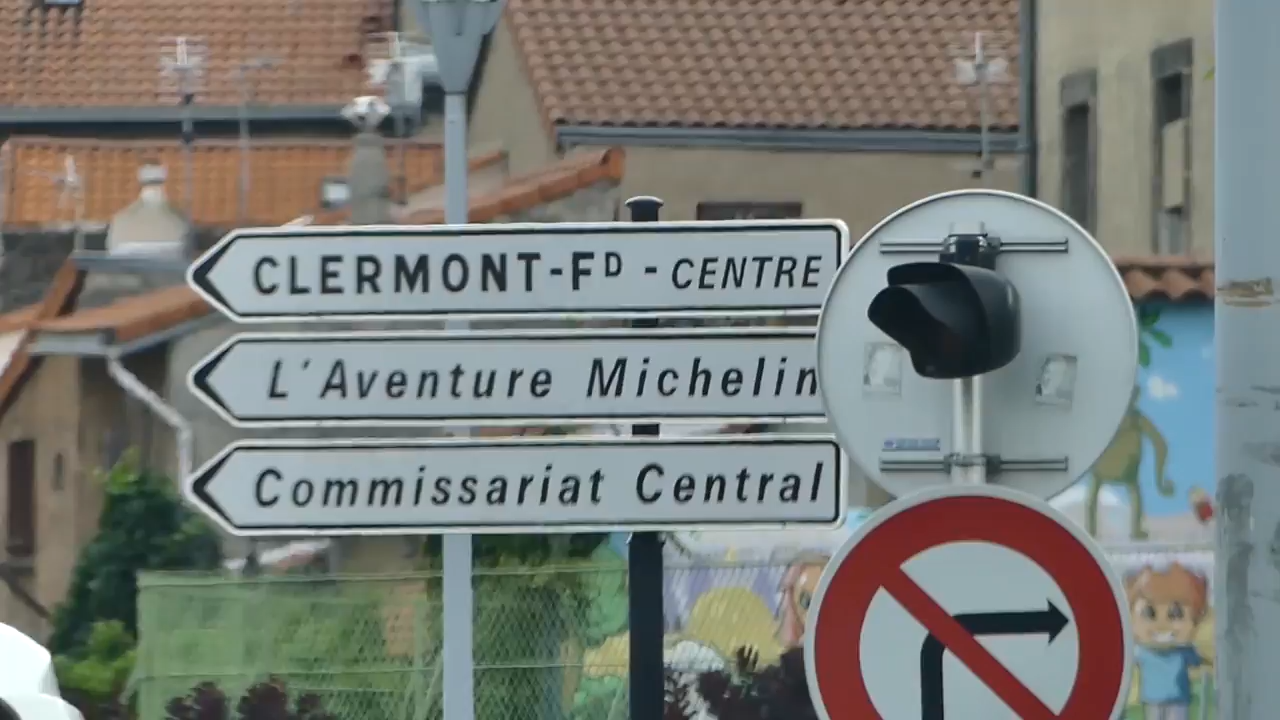 CLERMONT-FD - CENTRE
L'Aventure Michelin
Commissariat Central